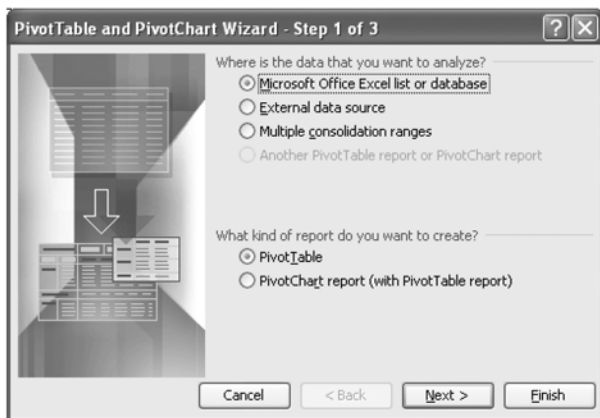 PivotTable and PivotChart Wizard - Step 1 of 3
Where is the data that you want to analyze?
Microsoft Office Excel list or database
External data source
Multiple consolidation ranges
Another PivotTable report or PivotChart report
What kind of report do you want to create?
PivotTable
PivotChart report (with PivotTable report)
Cancel
< Back
Next >
Finish